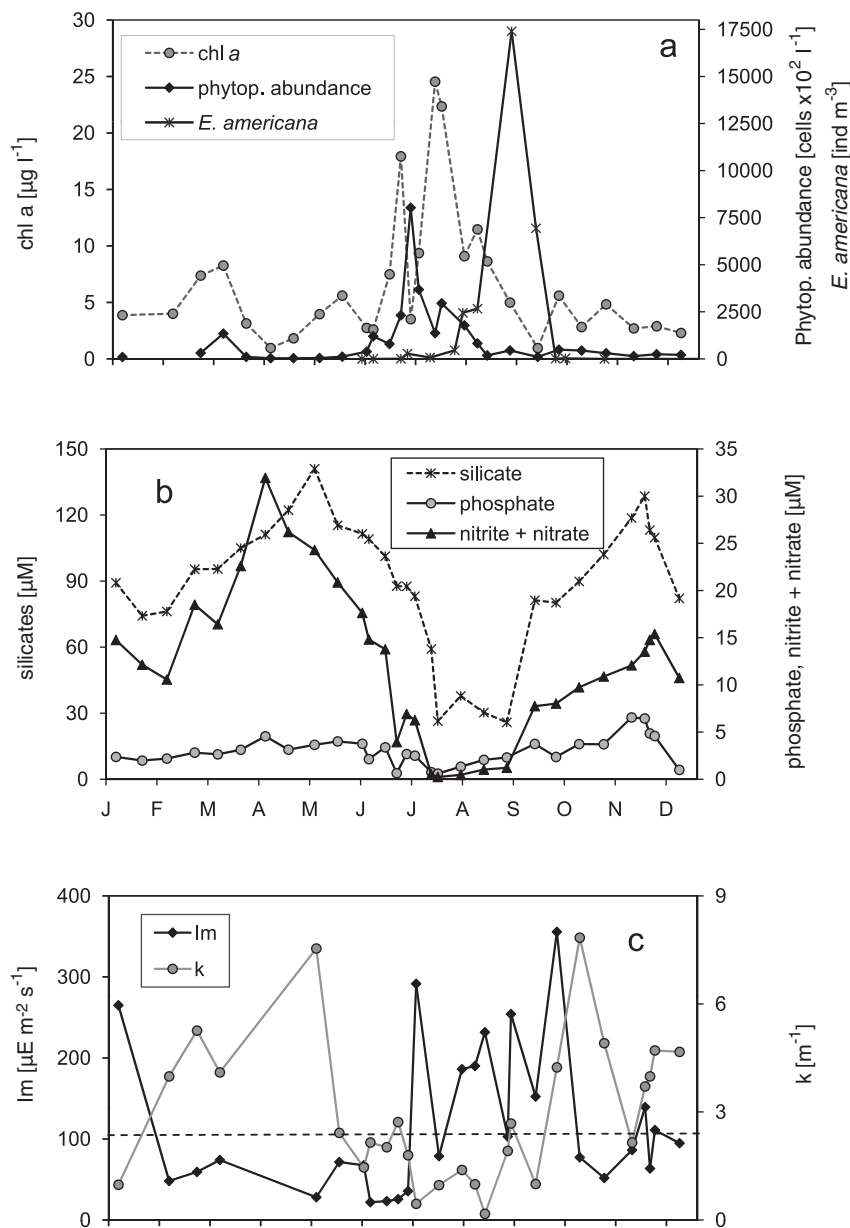 a
chl a
phytop. abundance
E. americana
30
25
20
15
10
5
0
17500
15000
12500
10000
7500
5000
2500
0
chl a [µg l-1]
Phytop. abundance [cells x10² l-1]
E. americana [ind m-3]
b
silicate
phosphate
nitrite + nitrate
150
120
90
60
30
0
35
30
25
20
15
10
5
0
J F M A M J J A S O N D
silicates [µM]
phosphate, nitrite + nitrate [µM]
c
Im
k
400
300
200
100
0
9
6
3
0
Im [µE m-2 s-1]
k [m-1]